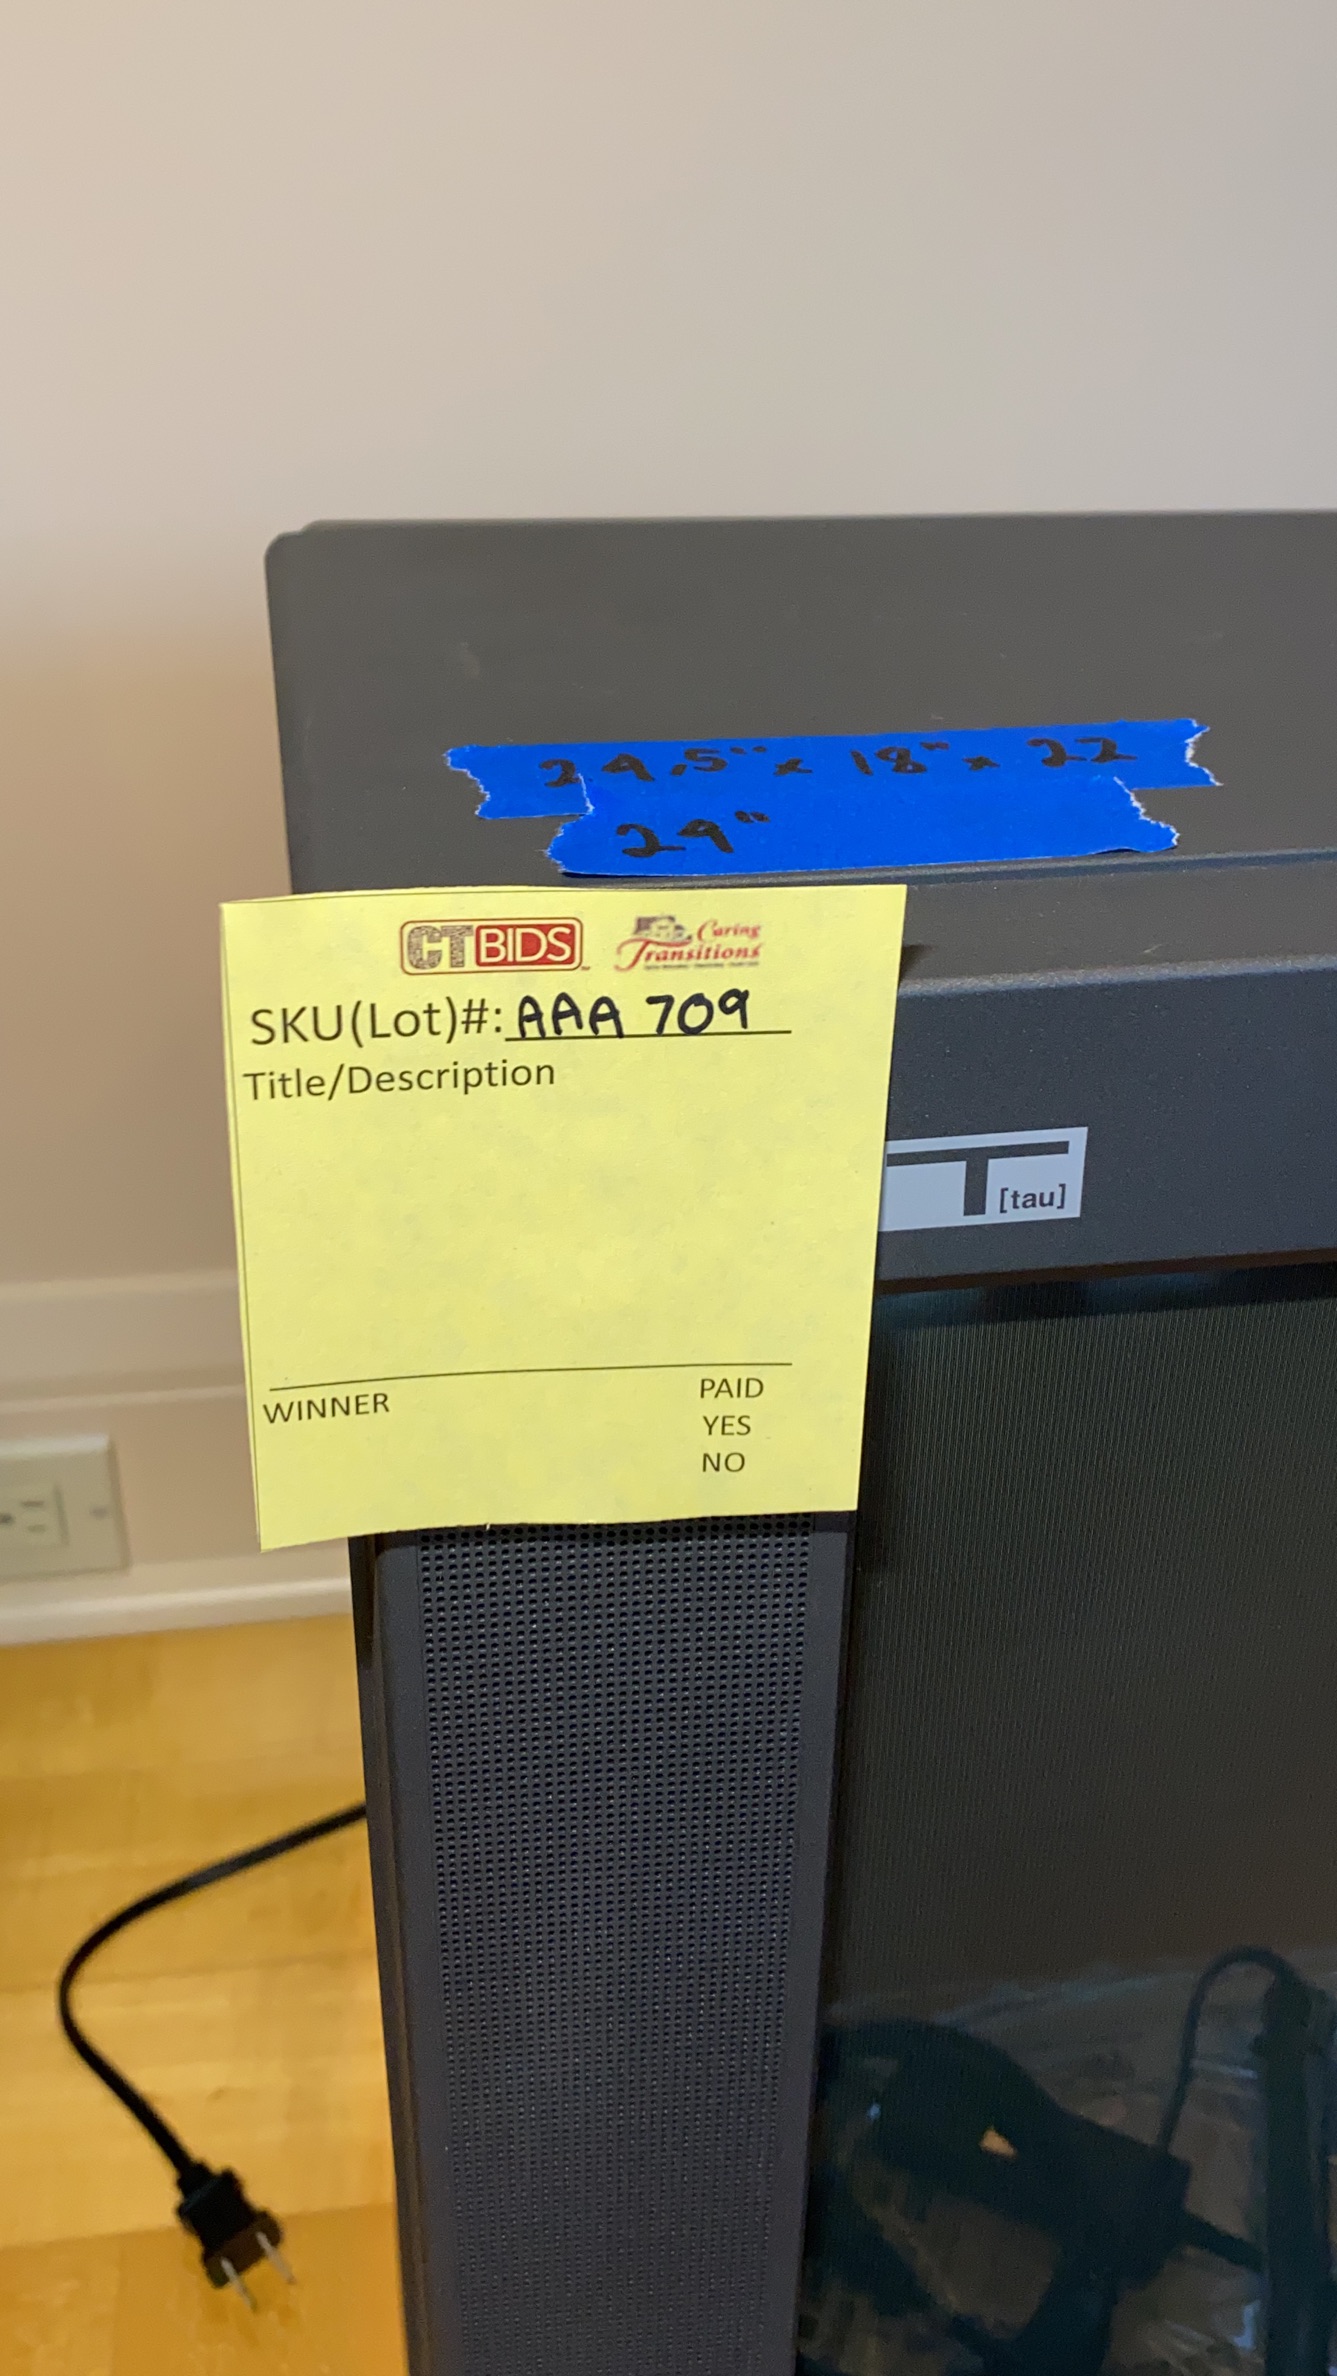 24.5" x 18" x 22
29"
CTBIDS
Caring
Transitions
SKU(Lot)#: AAA 709
Title/Description
T [tau]
WINNER
PAID
YES
NO